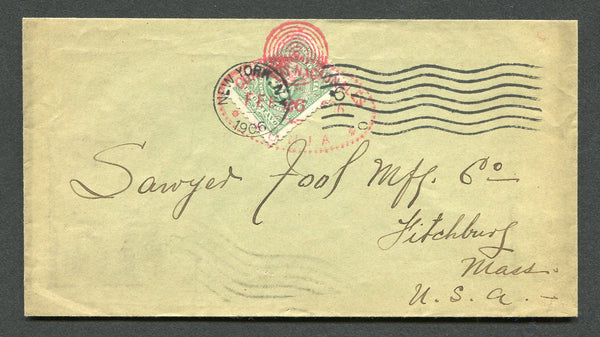 NEW YORK, N.Y.
1906
Sawyer Tool Mfg. Co
Fitchburg
Mass.
U. S. A. -